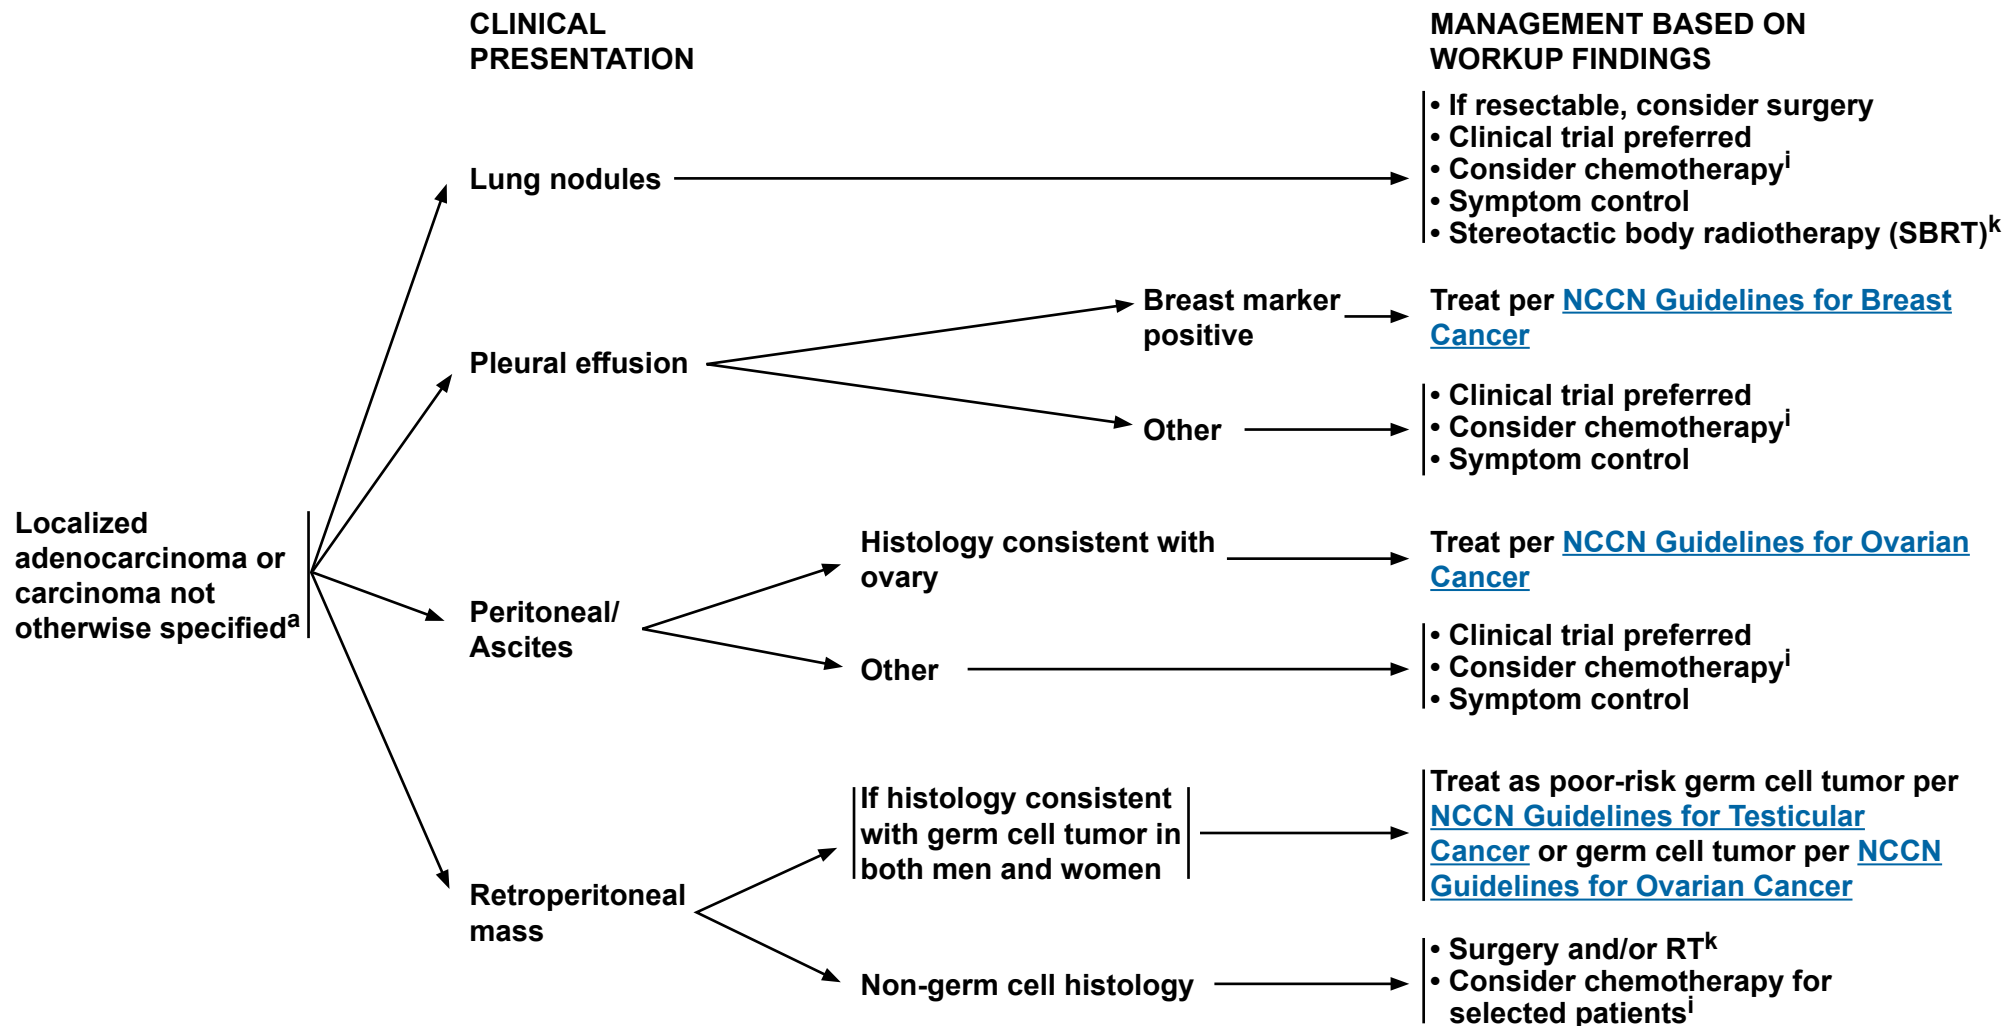 CLINICAL
PRESENTATION
MANAGEMENT BASED ON
WORKUP FINDINGS
Localized
adenocarcinoma or
carcinoma not
otherwise specifiedᵃ
Lung nodules
• If resectable, consider surgery
• Clinical trial preferred
• Consider chemotherapyⁱ
• Symptom control
• Stereotactic body radiotherapy (SBRT)ᵏ
Pleural effusion
Breast marker
positive
Treat per NCCN Guidelines for Breast
Cancer
Other
• Clinical trial preferred
• Consider chemotherapyⁱ
• Symptom control
Peritoneal/
Ascites
Histology consistent with
ovary
Treat per NCCN Guidelines for Ovarian
Cancer
Other
• Clinical trial preferred
• Consider chemotherapyⁱ
• Symptom control
Retroperitoneal
mass
If histology consistent
with germ cell tumor in
both men and women
Treat as poor-risk germ cell tumor per
NCCN Guidelines for Testicular
Cancer or germ cell tumor per NCCN
Guidelines for Ovarian Cancer
Non-germ cell histology
• Surgery and/or RTᵏ
• Consider chemotherapy for
selected patientsⁱ